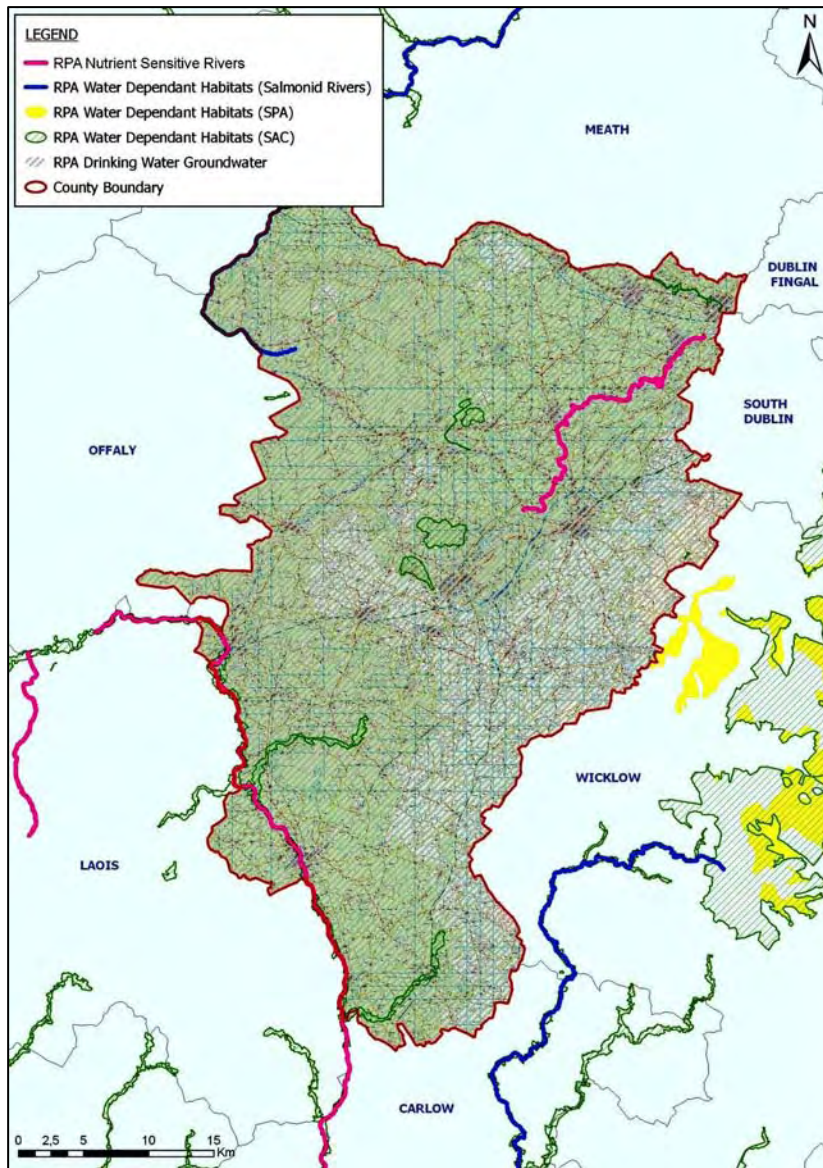 LEGEND
RPA Nutrient Sensitive Rivers
RPA Water Dependant Habitats (Salmonid Rivers)
RPA Water Dependant Habitats (SPA)
RPA Water Dependant Habitats (SAC)
RPA Drinking Water Groundwater
County Boundary
N
MEATH
DUBLIN
FINGAL
SOUTH
DUBLIN
OFFALY
WICKLOW
LAOIS
CARLOW
0 2,5 5 10 15
Km